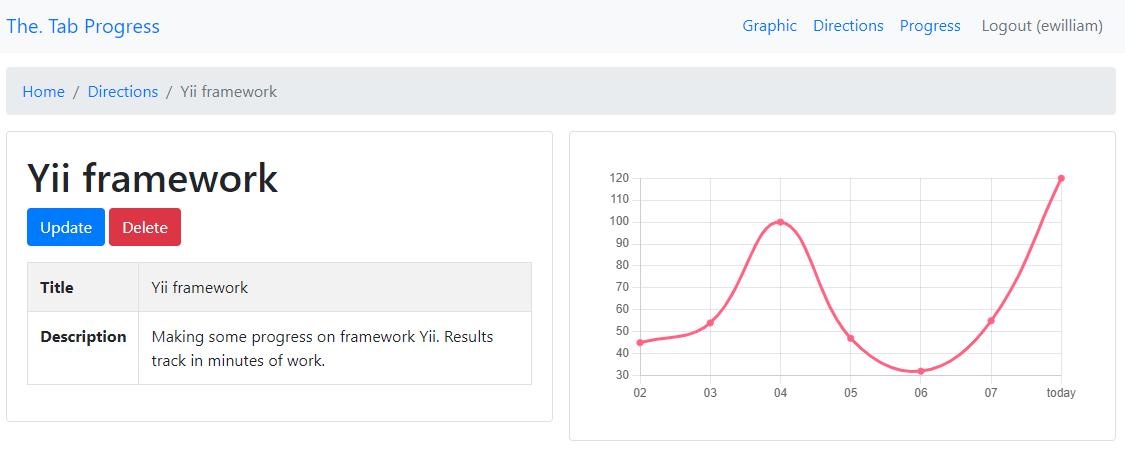 The. Tab Progress
Graphic Directions Progress Logout (ewilliam)
Home / Directions / Yii framework
Yii framework
Update Delete
Title Yii framework
Description Making some progress on framework Yii. Results
track in minutes of work.
120
110
100
90
80
70
60
50
40
30
02 03 04 05 06 07 today